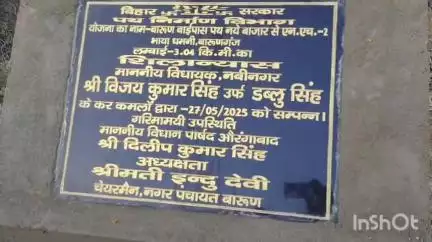 बिहार सरकार
पथ निर्माण विभाग
योजना का नाम-बारूण बाईपास पथ नये बाजार से एन.एच.-2
भाया धमनी, बारूणगंज
लम्बाई-3.04 कि.मी.का
शिलान्यास
माननीय विधायक, नबीनगर
श्री विजय कुमार सिंह उर्फ डब्लु सिंह
के कर कमलों द्वारा -27/05/2025 को सम्पन्न।
गरिमामयी उपस्थिति
माननीय विधान पार्षद औरंगाबाद
श्री दिलीप कुमार सिंह
अध्यक्षता
श्रीमती इन्दु देवी
चेयरमैन, नगर पंचायत बारूण
InShOt